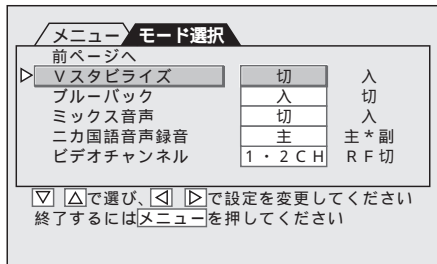 メニュー モード選択
前ページへ
Vスタビライズ 切 入
ブルーバック 入 切
ミックス音声 切 入
二カ国語音声録音 主 主*副
ビデオチャンネル 1・2CH RF切
▽ △で選び、◁ ▷で設定を変更してください
終了するにはメニューを押してください